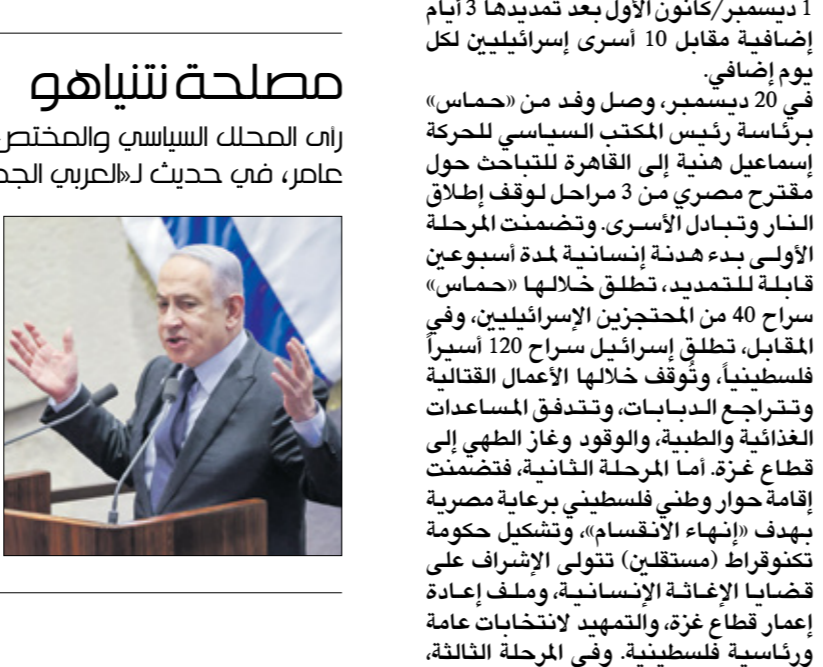 1 ديسمبر/كانون الأول بعد تمديدها 3 أيام
إضافية مقابل 10 أسرى إسرائيليين لكل
يوم إضافي.
في 20 ديسمبر، وصل وفد من «حماس»
برئاسة رئيس المكتب السياسي للحركة
إسماعيل هنية إلى القاهرة للتباحث حول
مقترح مصري من 3 مراحل لوقف إطلاق
النار وتبادل الأسرى. وتضمنت المرحلة
الأولى بدء هدنة إنسانية لمدة أسبوعين
قابلة للتمديد، تطلق خلالها «حماس»
سراح 40 من المحتجزين الإسرائيليين، وفي
المقابل، تطلق إسرائيل سراح 120 أسيراً
فلسطينياً، وتُوقف خلالها الأعمال القتالية
وتتراجع الدبابات، وتتدفق المساعدات
الغذائية والطبية، والوقود وغاز الطهي إلى
قطاع غزة. أما المرحلة الثانية، فتضمنت
إقامة حوار وطني فلسطيني برعاية مصرية
بهدف «إنهاء الانقسام»، وتشكيل حكومة
تكنوقراط (مستقلين) تتولى الإشراف على
قضايا الإغاثة الإنسانية، وملف إعادة
إعمار قطاع غزة، والتمهيد لانتخابات عامة
ورئاسية فلسطينية. وفي المرحلة الثالثة،
مصلحة نتنياهو
رأى المحلل السياسي والمختص
عامر، في حديث لـ«العربي